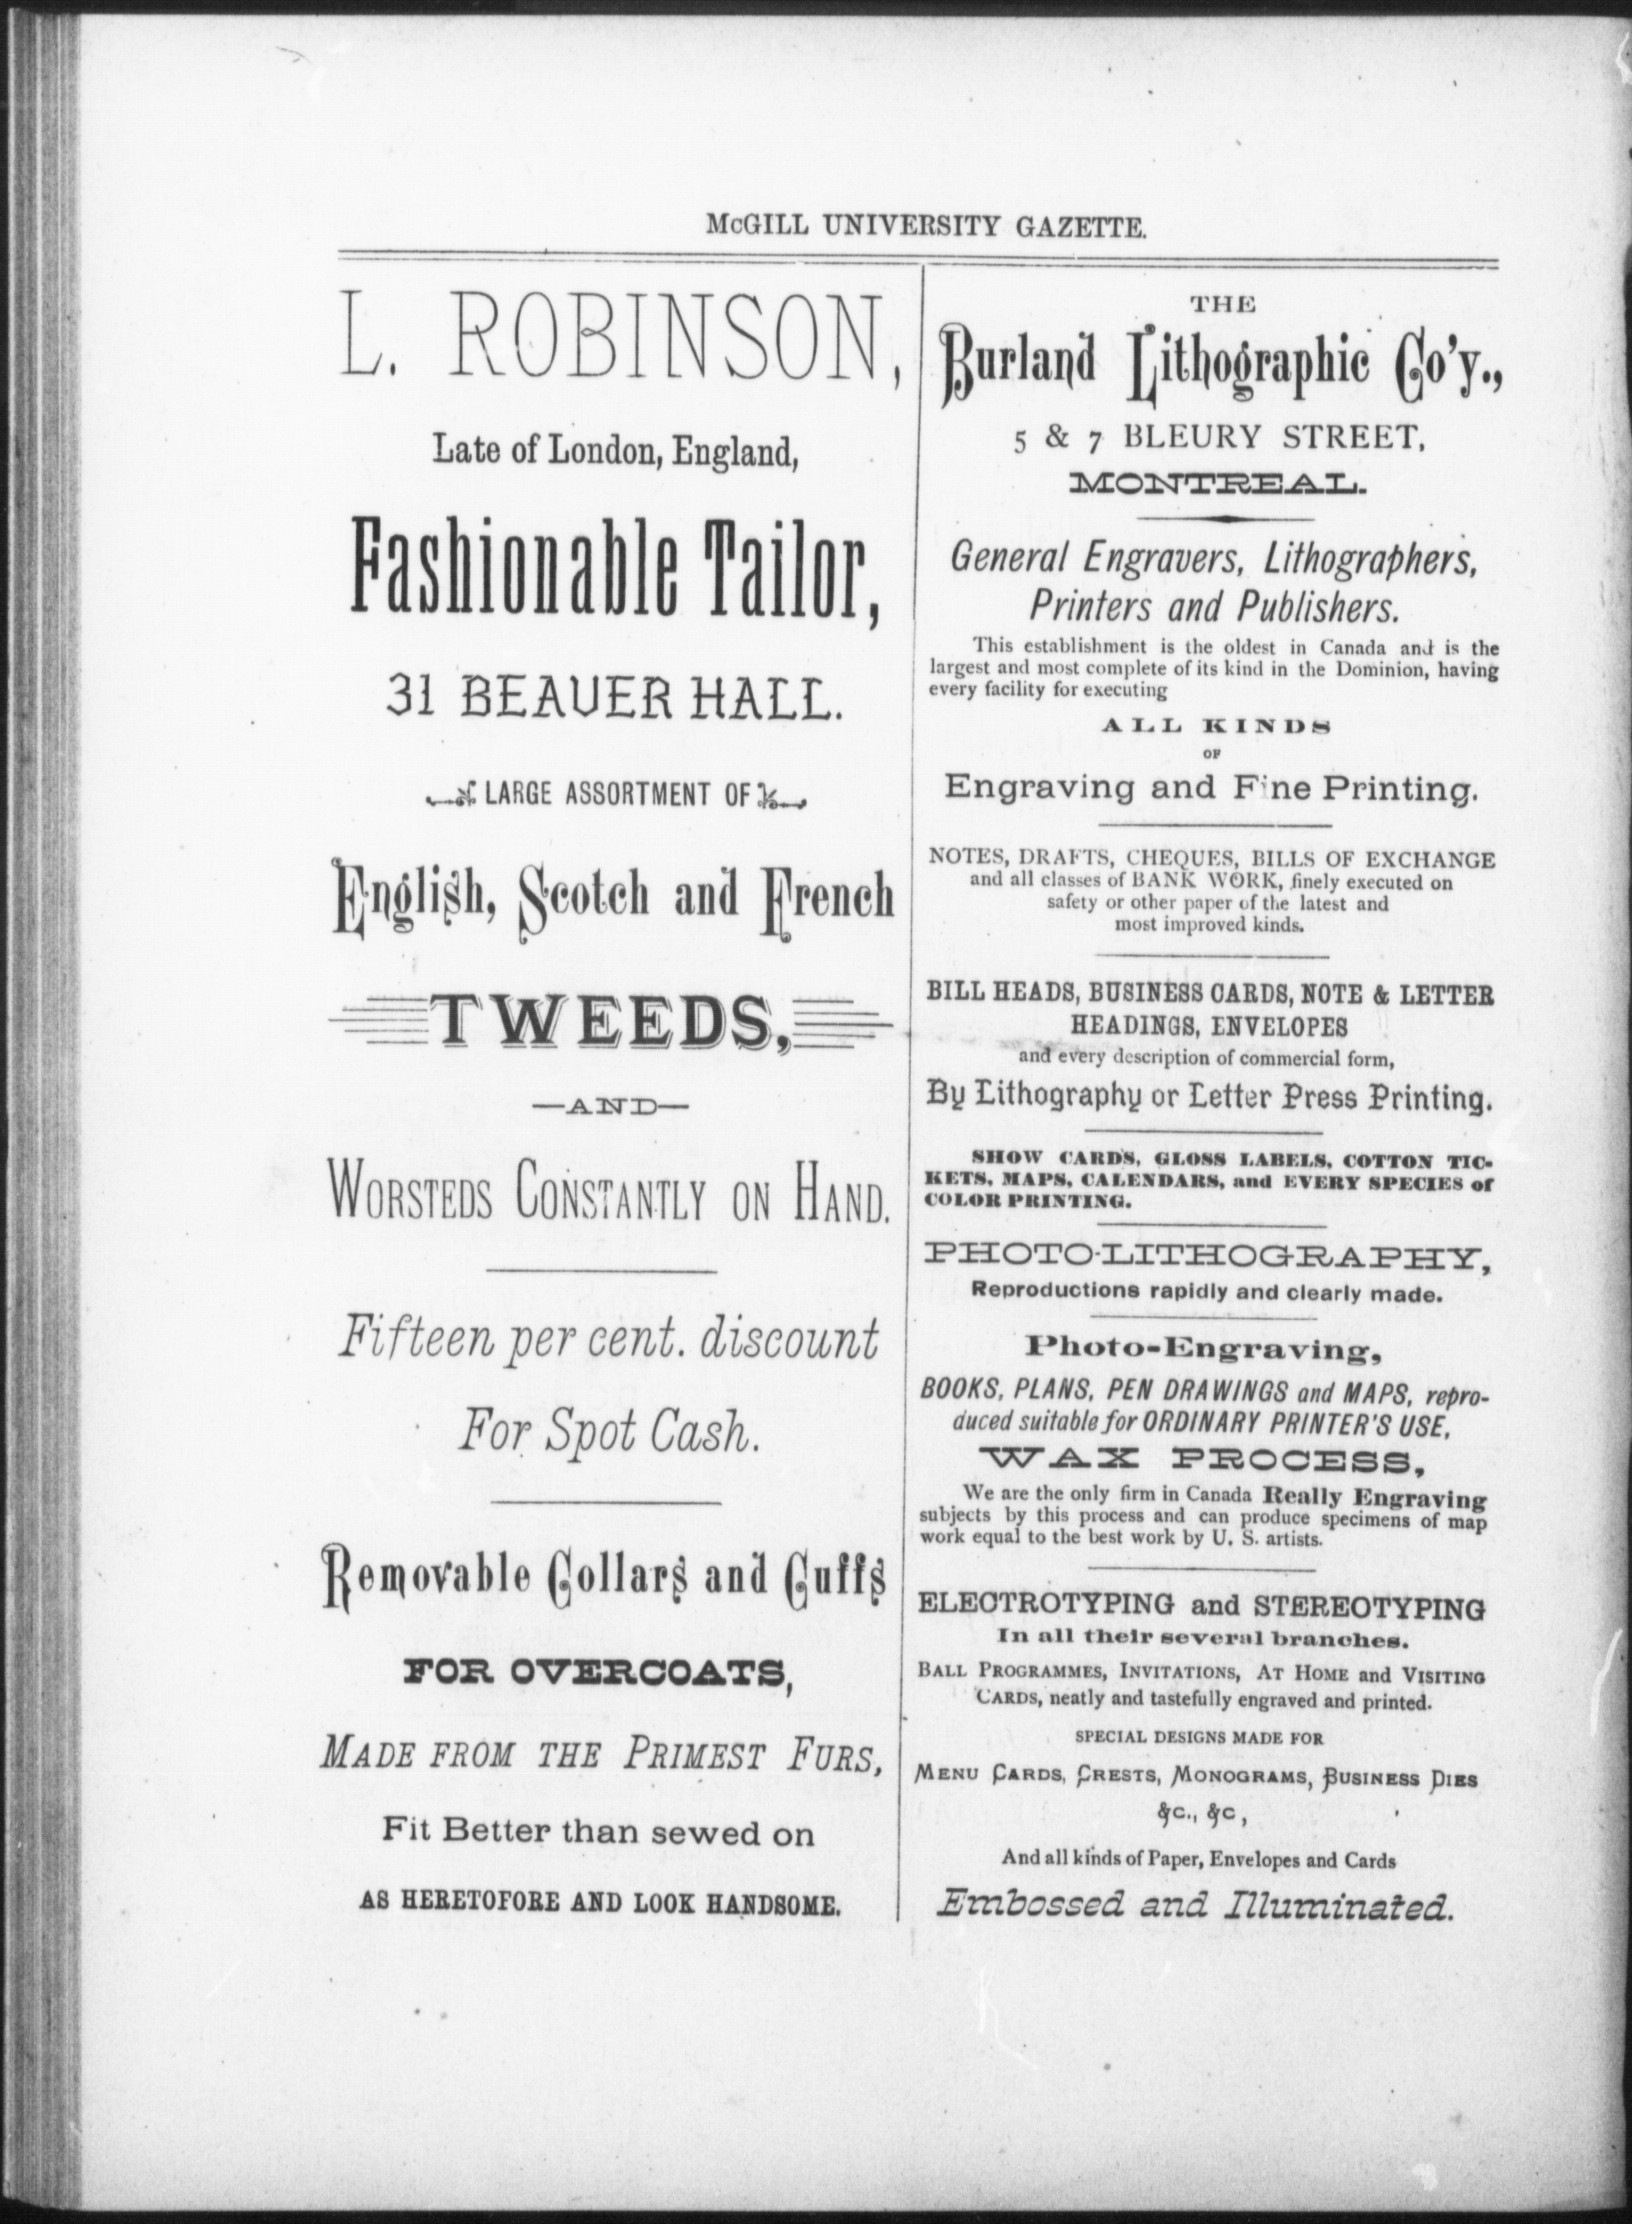 McGILL UNIVERSITY GAZETTE.
L. ROBINSON,
Late of London, England,
Fashionable Tailor,
31 BEAVER HALL.
LARGE ASSORTMENT OF
English, Scotch and French
TWEEDS,
—AND—
WORSTEDS CONSTANTLY ON HAND.
Fifteen per cent. discount
For Spot Cash.
Removable Collars and Cuffs
FOR OVERCOATS,
MADE FROM THE PRIMEST FURS,
Fit Better than sewed on
AS HERETOFORE AND LOOK HANDSOME.
THE
Burland Lithographic Co'y.,
5 & 7 BLEURY STREET,
MONTREAL.
General Engravers, Lithographers,
Printers and Publishers.
This establishment is the oldest in Canada and is the
largest and most complete of its kind in the Dominion, having
every facility for executing
ALL KINDS
OF
Engraving and Fine Printing.
NOTES, DRAFTS, CHEQUES, BILLS OF EXCHANGE
and all classes of BANK WORK, finely executed on
safety or other paper of the latest and
most improved kinds.
BILL HEADS, BUSINESS CARDS, NOTE & LETTER
HEADINGS, ENVELOPES
and every description of commercial form,
By Lithography or Letter Press Printing.
SHOW CARDS, GLOSS LABELS, COTTON TIC-
KETS, MAPS, CALENDARS, and EVERY SPECIES of
COLOR PRINTING.
PHOTO-LITHOGRAPHY,
Reproductions rapidly and clearly made.
Photo-Engraving,
BOOKS, PLANS, PEN DRAWINGS and MAPS, repro-
duced suitable for ORDINARY PRINTER'S USE,
WAX PROCESS,
We are the only firm in Canada Really Engraving
subjects by this process and can produce specimens of map
work equal to the best work by U. S. artists.
ELECTROTYPING and STEREOTYPING
In all their several branches.
BALL PROGRAMMES, INVITATIONS, AT HOME and VISITING
CARDS, neatly and tastefully engraved and printed.
SPECIAL DESIGNS MADE FOR
MENU CARDS, CRESTS, MONOGRAMS, BUSINESS DIES
&C., &C,
And all kinds of Paper, Envelopes and Cards
Embossed and Illuminated.